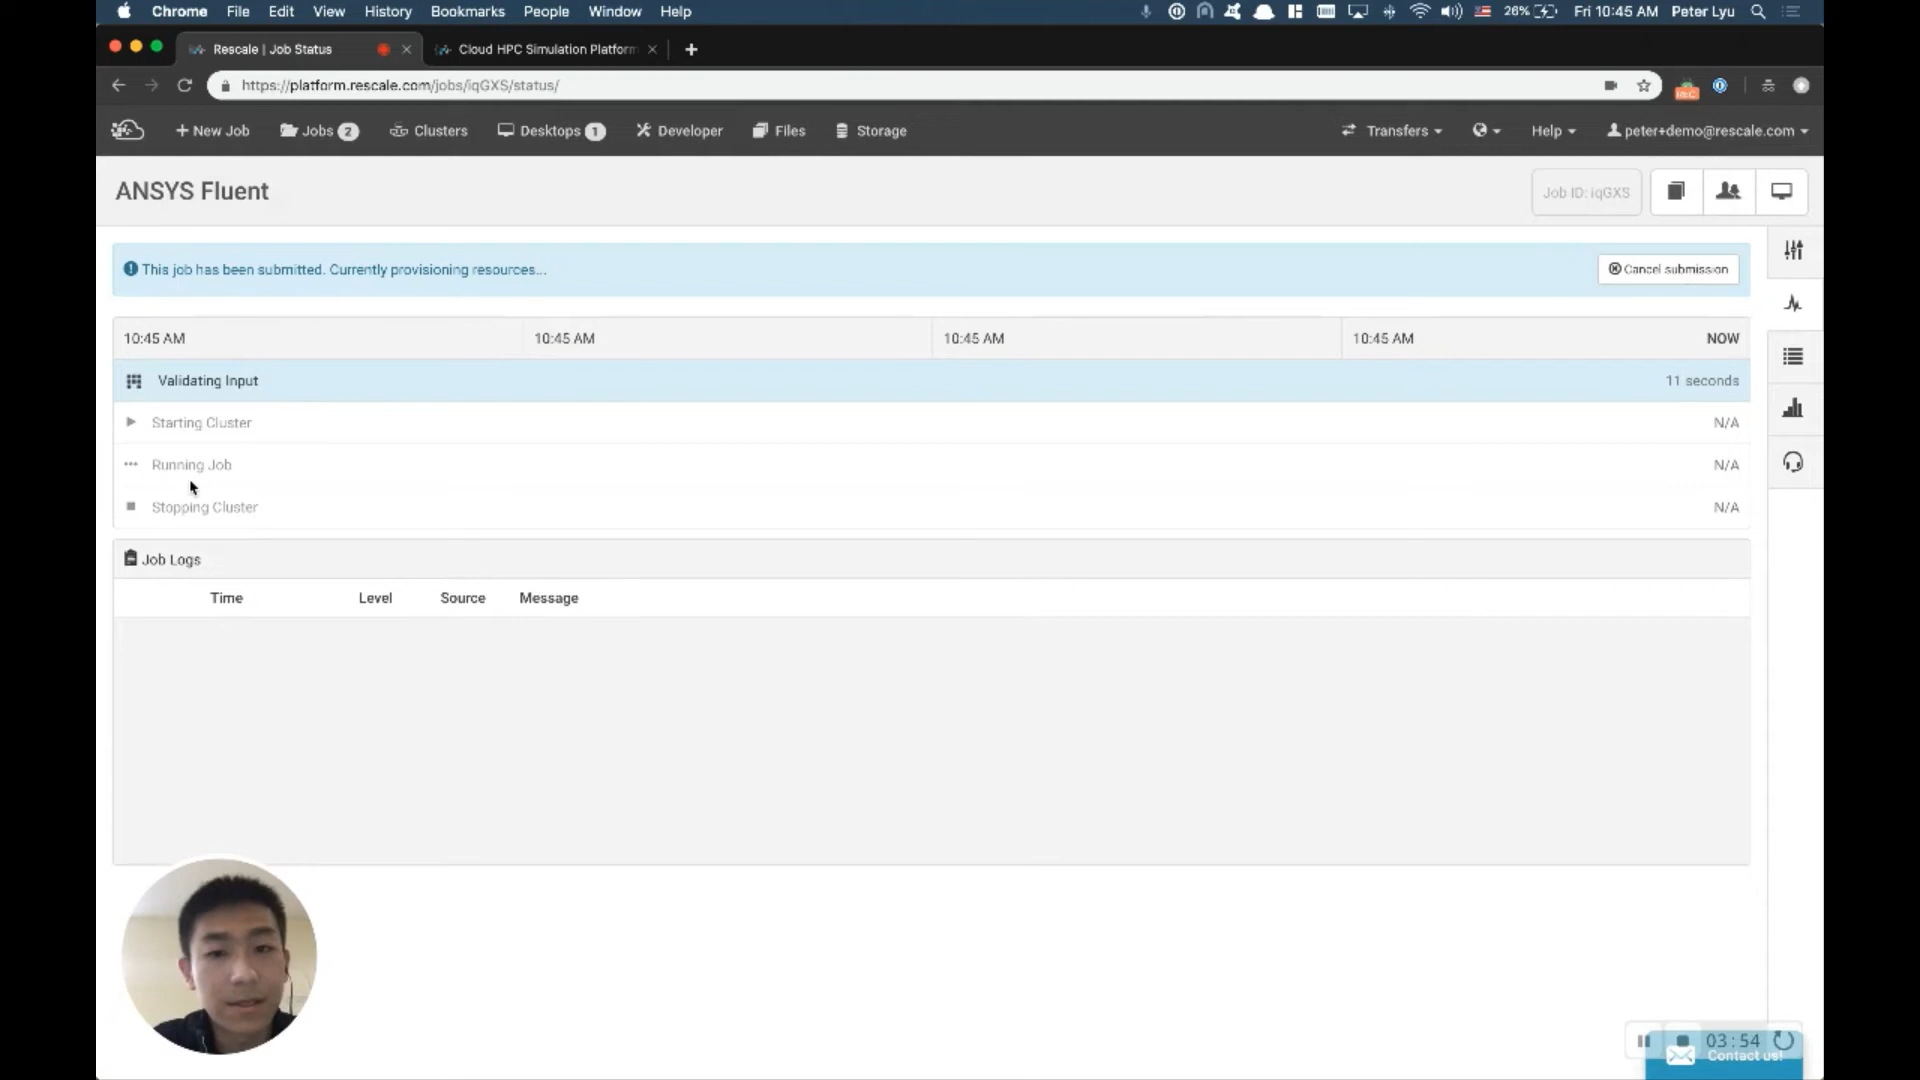 Chrome File Edit View History Bookmarks People Window Help 26% Fri 10:45 AM Peter Lyu
Rescale | Job Status Cloud HPC Simulation Platform
https://platform.rescale.com/jobs/iqGXS/status/ REC
+ New Job Jobs 2 Clusters Desktops 1 Developer Files Storage Transfers Help peter+demo@rescale.com
ANSYS Fluent Job ID: iqGXS
This job has been submitted. Currently provisioning resources... Cancel submission
10:45 AM 10:45 AM 10:45 AM 10:45 AM NOW
Validating Input 11 seconds
Starting Cluster N/A
Running Job N/A
Stopping Cluster N/A
Job Logs
Time Level Source Message
03:54
Contact us!